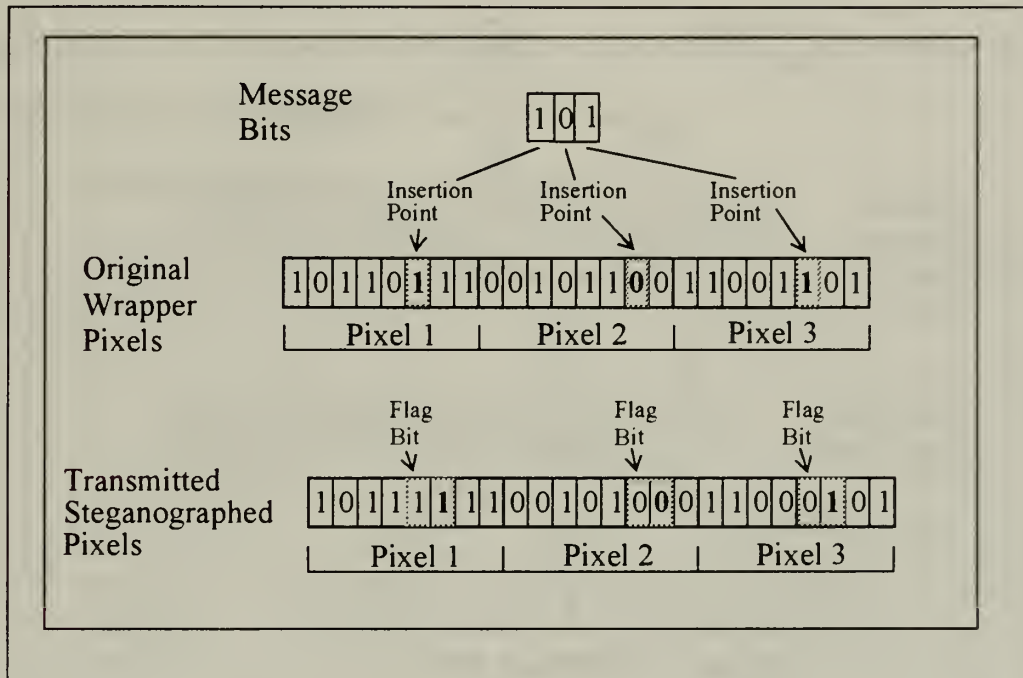 Message
Bits
1 0 1
Insertion Point
Insertion Point
Insertion Point
Original
Wrapper
Pixels
1 0 1 1 0 1 1 1 0 0 1 0 1 1 0 0 1 1 0 0 1 1 0 1
Pixel 1 Pixel 2 Pixel 3
Flag Bit
Flag Bit
Flag Bit
Transmitted
Steganographed
Pixels
1 0 1 1 1 1 1 1 0 0 1 0 1 0 0 0 1 1 0 0 0 1 0 1
Pixel 1 Pixel 2 Pixel 3